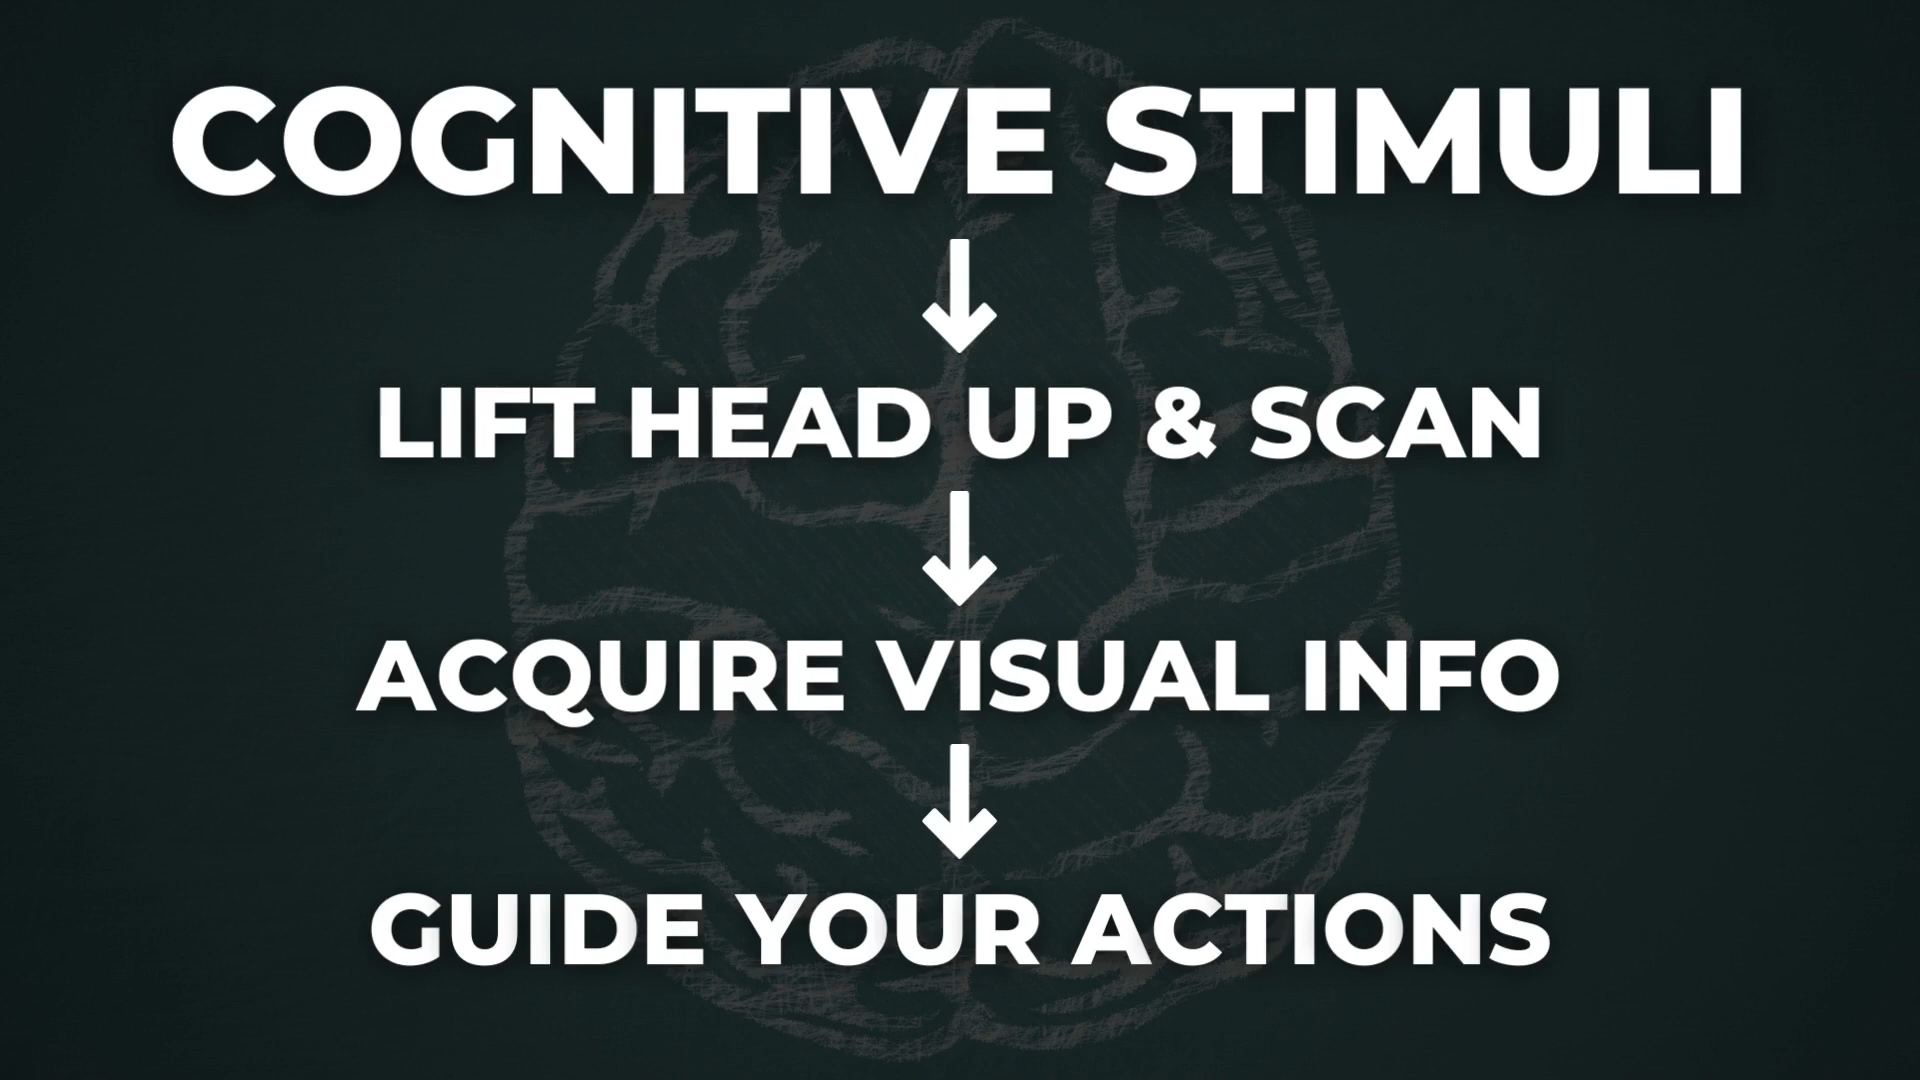 COGNITIVE STIMULI
LIFT HEAD UP & SCAN
ACQUIRE VISUAL INFO
GUIDE YOUR ACTIONS